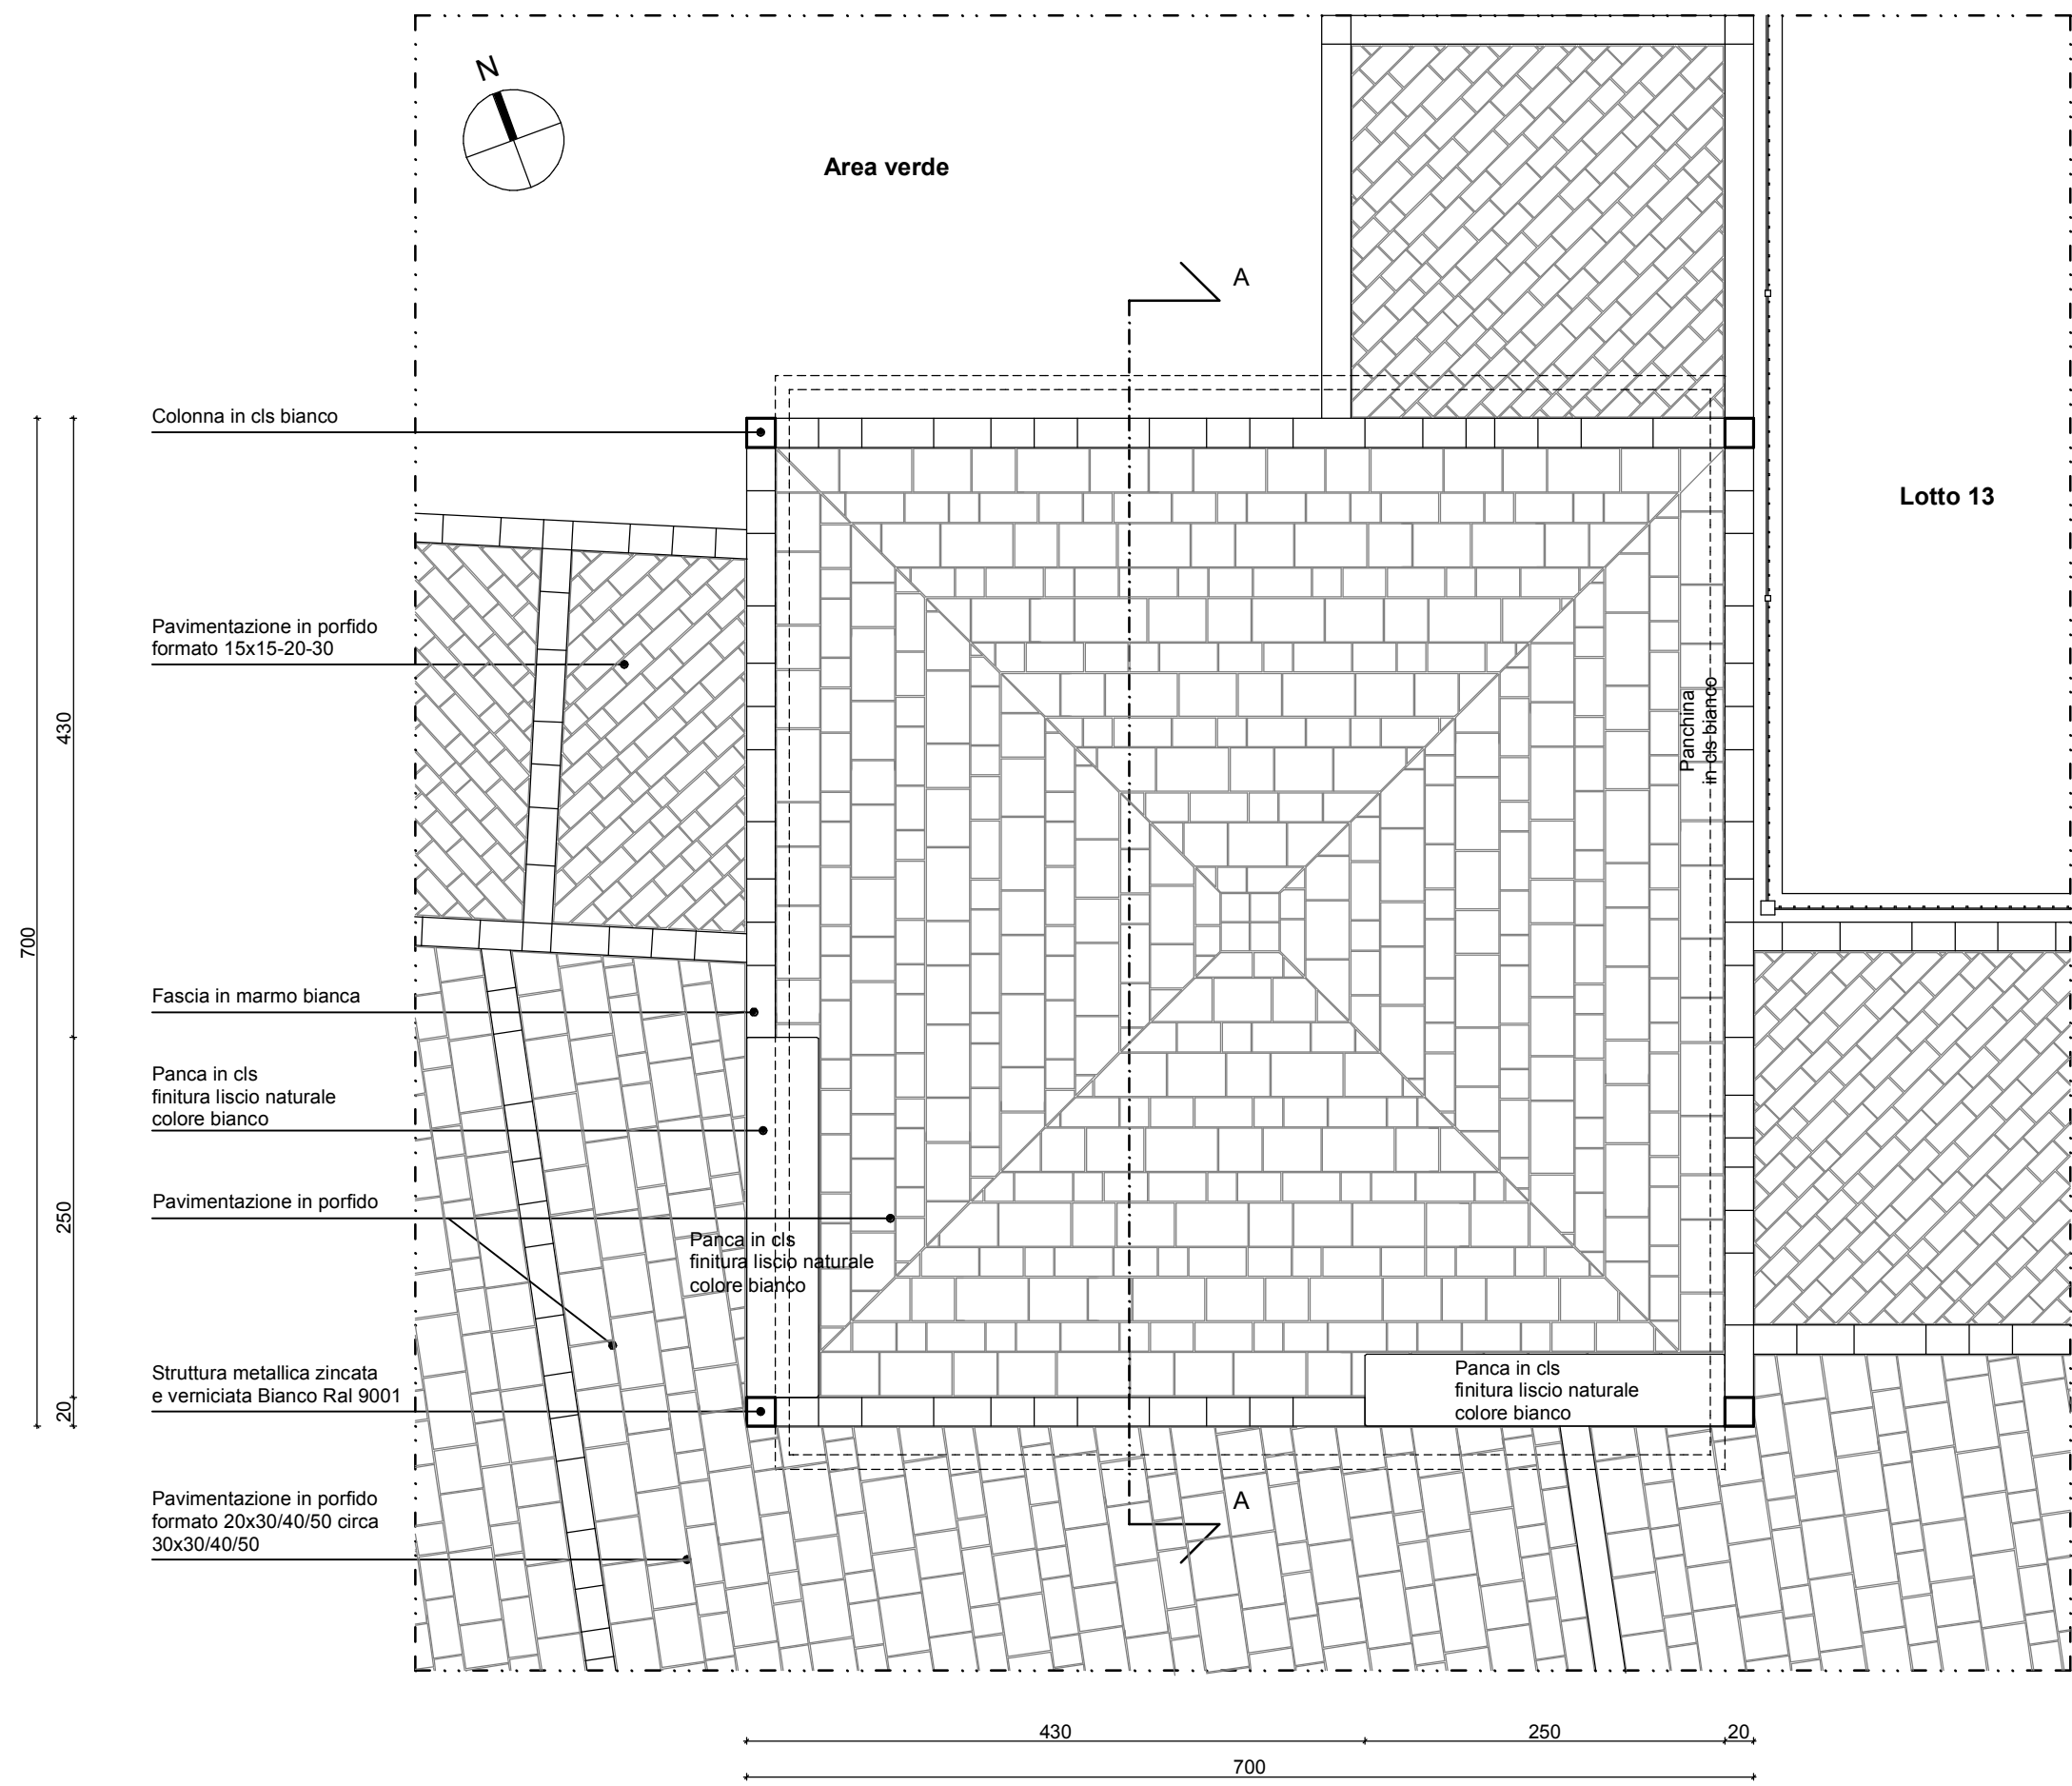 N
Area verde
A
Colonna in cls bianco
Lotto 13
Pavimentazione in porfido
formato 15x15-20-30
Panchina
in cls bianco
430
700
Fascia in marmo bianca
Panca in cls
finitura liscio naturale
colore bianco
Pavimentazione in porfido
250
Panca in cls
finitura liscio naturale
colore bianco
Struttura metallica zincata
e verniciata Bianco Ral 9001
20
Panca in cls
finitura liscio naturale
colore bianco
Pavimentazione in porfido
formato 20x30/40/50 circa
30x30/40/50
A
430
250
20
700